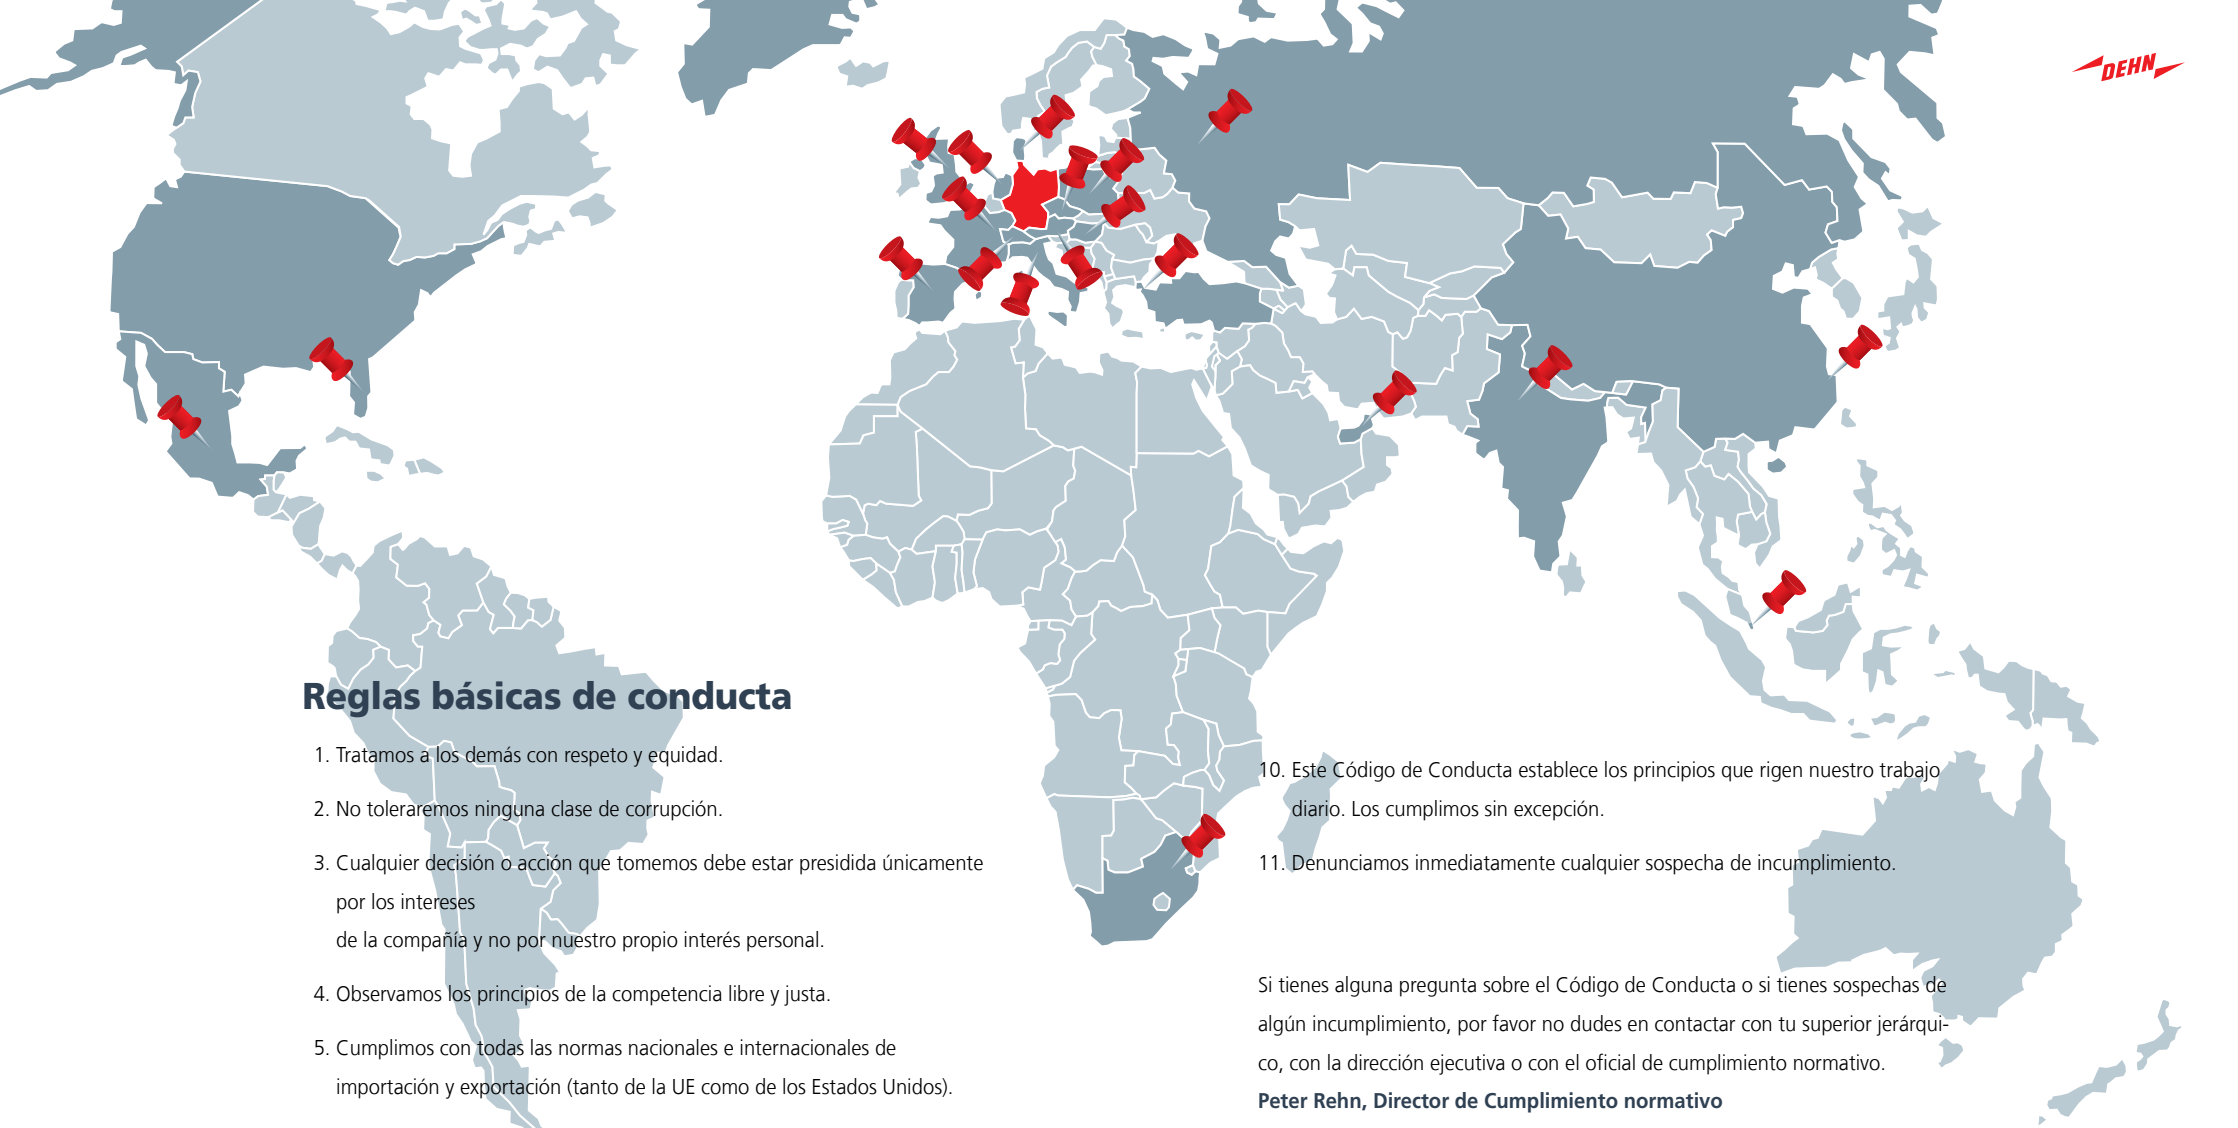 DEHN
Reglas básicas de conducta
1. Tratamos a los demás con respeto y equidad.
2. No toleraremos ninguna clase de corrupción.
3. Cualquier decisión o acción que tomemos debe estar presidida únicamente
por los intereses
de la compañía y no por nuestro propio interés personal.
4. Observamos los principios de la competencia libre y justa.
5. Cumplimos con todas las normas nacionales e internacionales de
importación y exportación (tanto de la UE como de los Estados Unidos).
10. Este Código de Conducta establece los principios que rigen nuestro trabajo
diario. Los cumplimos sin excepción.
11. Denunciamos inmediatamente cualquier sospecha de incumplimiento.
Si tienes alguna pregunta sobre el Código de Conducta o si tienes sospechas de
algún incumplimiento, por favor no dudes en contactar con tu superior jerárqui-
co, con la dirección ejecutiva o con el oficial de cumplimiento normativo.
Peter Rehn, Director de Cumplimiento normativo